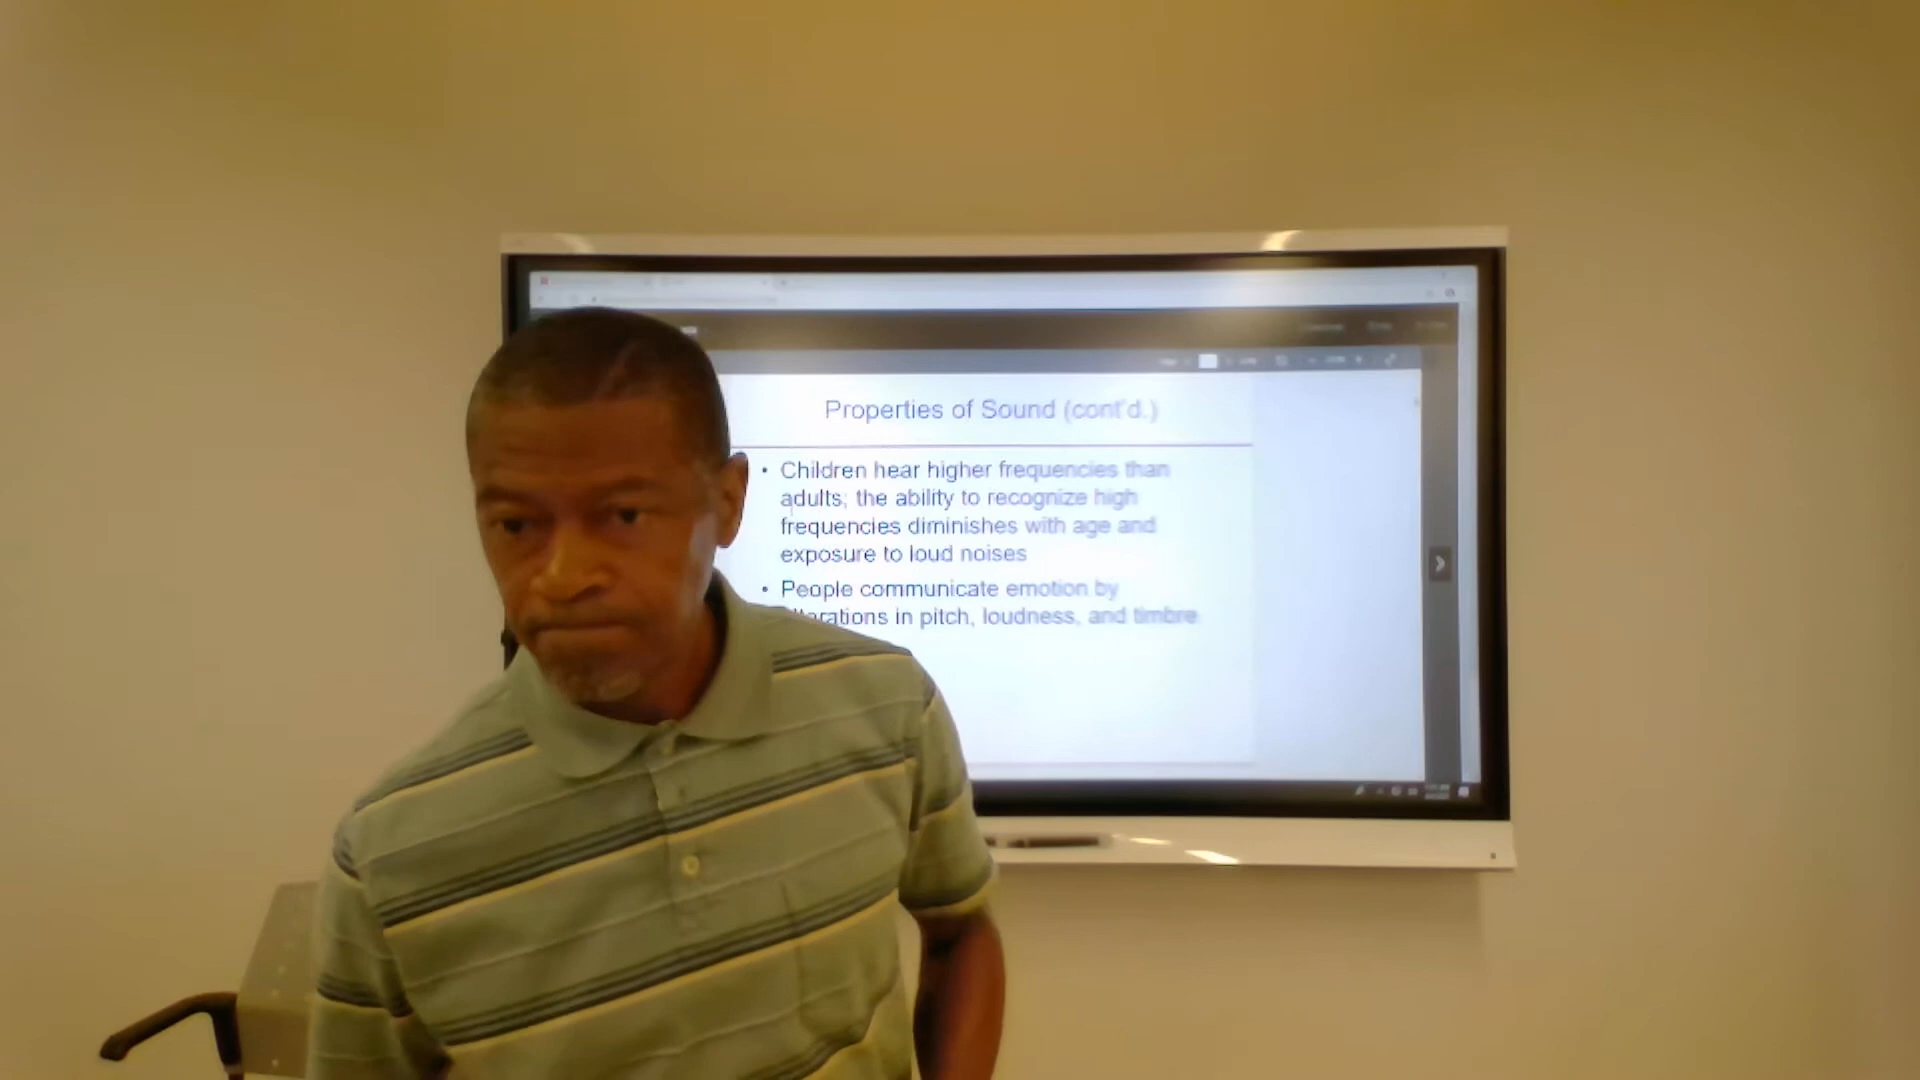 Properties of Sound (cont'd.)
• Children hear higher frequencies than
adults; the ability to recognize high
frequencies diminishes with age and
exposure to loud noises
• People communicate emotion by
in pitch, loudness, and timbre